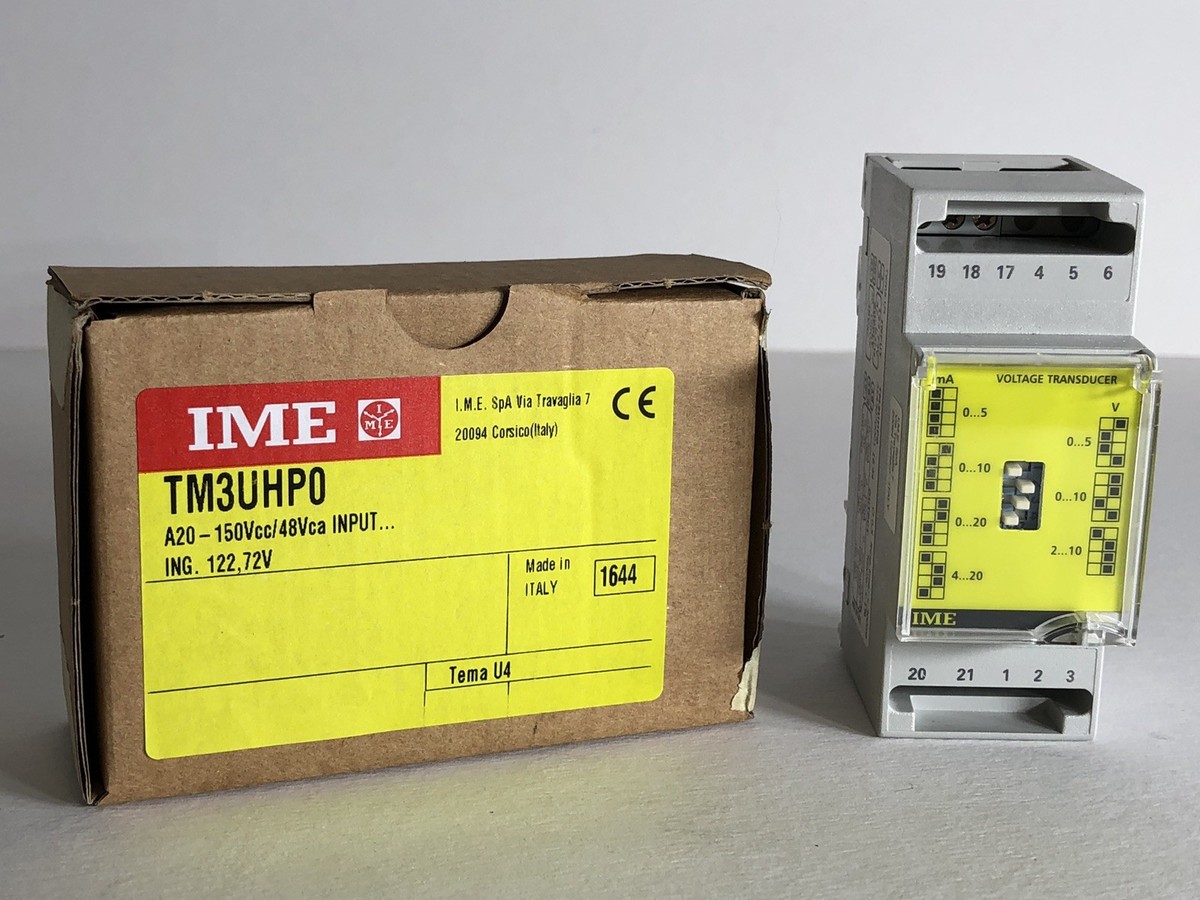 IME
I
M E
I.M.E. SpA Via Travaglia 7
20094 Corsico(Italy)
CE
TM3UHP0
A20-150Vcc/48Vca INPUT...
ING. 122,72V
Made in
ITALY
1644
Tema U4
19 18 17 4 5 6
mA VOLTAGE TRANSDUCER
V
0...5
0...5
0...10
0...10
0...20
2...10
4...20
IME
20 21 1 2 3